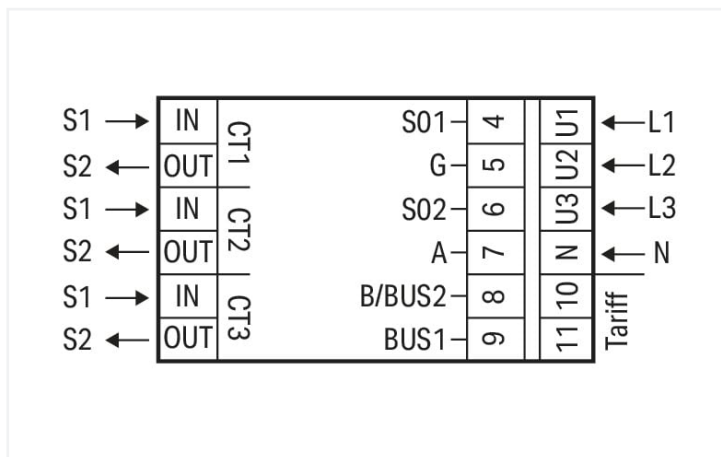 S1 IN CT1 S01 4 U1 L1
S2 OUT G 5 U2 L2
S1 IN CT2 S02 6 U3 L3
S2 OUT A 7 N N
S1 IN CT3 B/BUS2 8 10 Tariff
S2 OUT BUS1 9 11